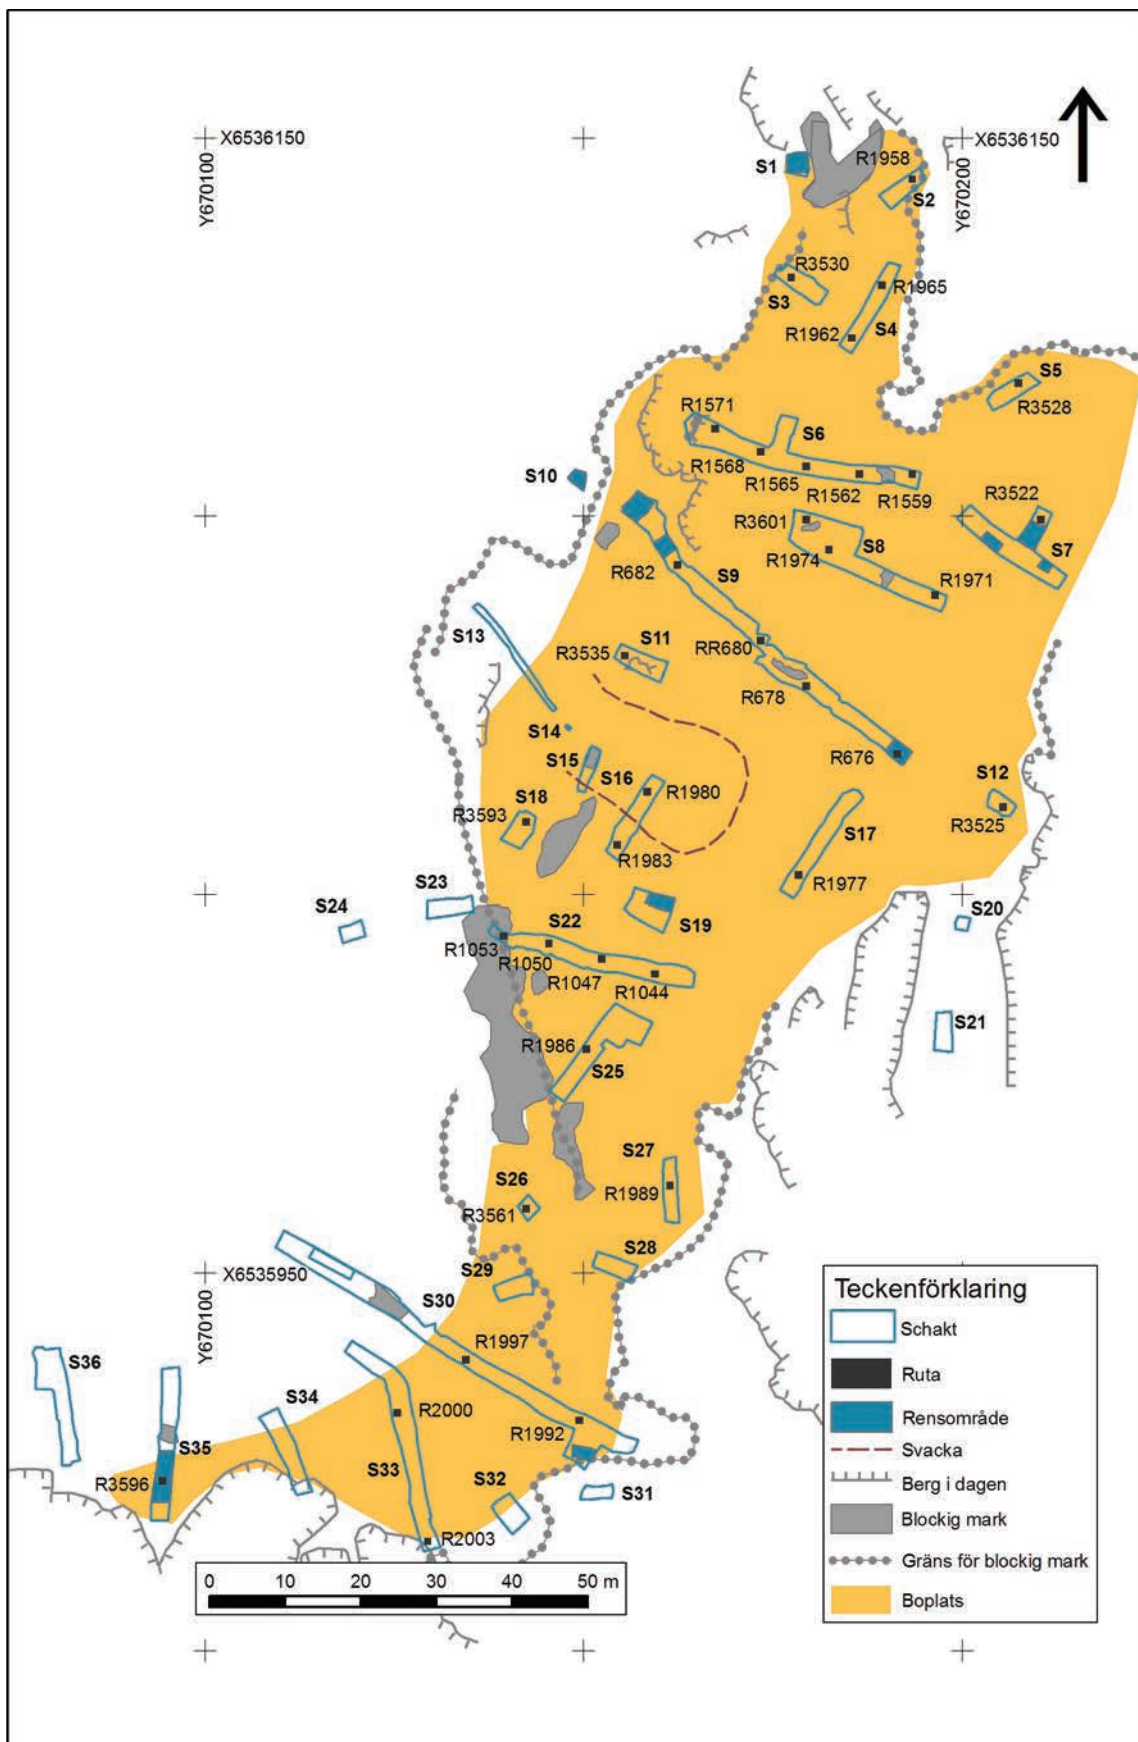 X6536150
X6536150
Y670100
Y670200
S1
R1958
S2
R3530
R1965
S3
R1962
S4
S5
R3528
R1571
S6
R1568
R1565
R1562
R1559
S10
R3522
R3601
S8
S7
R1974
R682
S9
R1971
S13
S11
R3535
RR680
R678
S14
S15
S16
R676
R1980
S12
S18
R3593
R3525
S17
R1983
R1977
S23
S24
S22
S19
S20
R1053
R1050
R1047
R1044
S21
R1986
S25
S27
S26
R1989
R3561
S28
X6535950
S29
S30
Y670100
R1997
S36
S34
R2000
R1992
S35
R3596
S33
S32
S31
R2003
0 10 20 30 40 50 m
Teckenförklaring
Schakt
Ruta
Rensområde
Svacka
Berg i dagen
Blockig mark
Gräns för blockig mark
Boplats